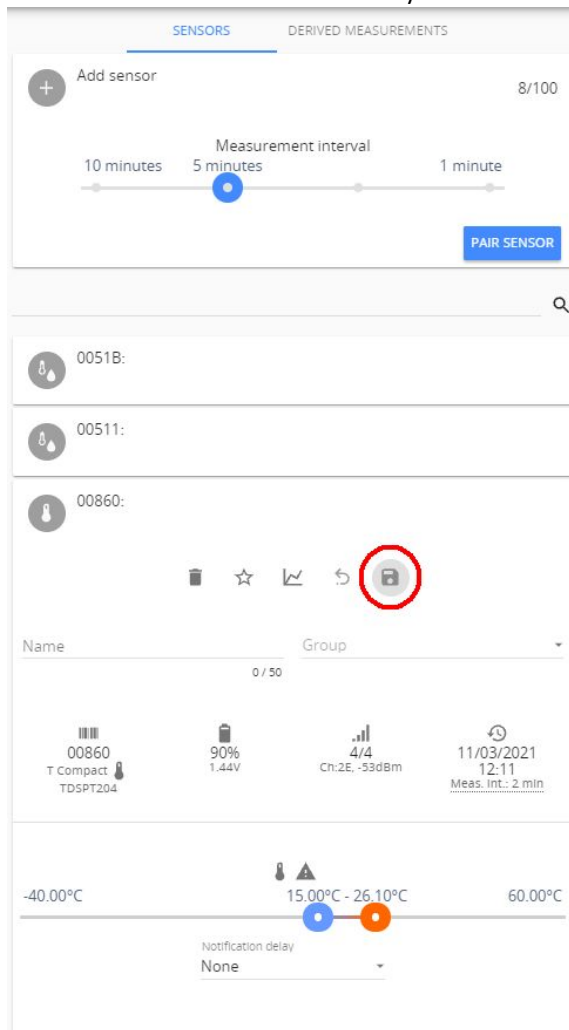 SENSORS DERIVED MEASUREMENTS
Add sensor
8/100
Measurement interval
10 minutes 5 minutes 1 minute
PAIR SENSOR
0051B:
00511:
00860:
Name Group
0 / 50
00860 90% 4/4 11/03/2021
T Compact 1.44V Ch:2E, -53dBm 12:11
TDSPT204 Meas. Int.: 2 min
-40.00°C 15.00°C - 26.10°C 60.00°C
Notification delay
None